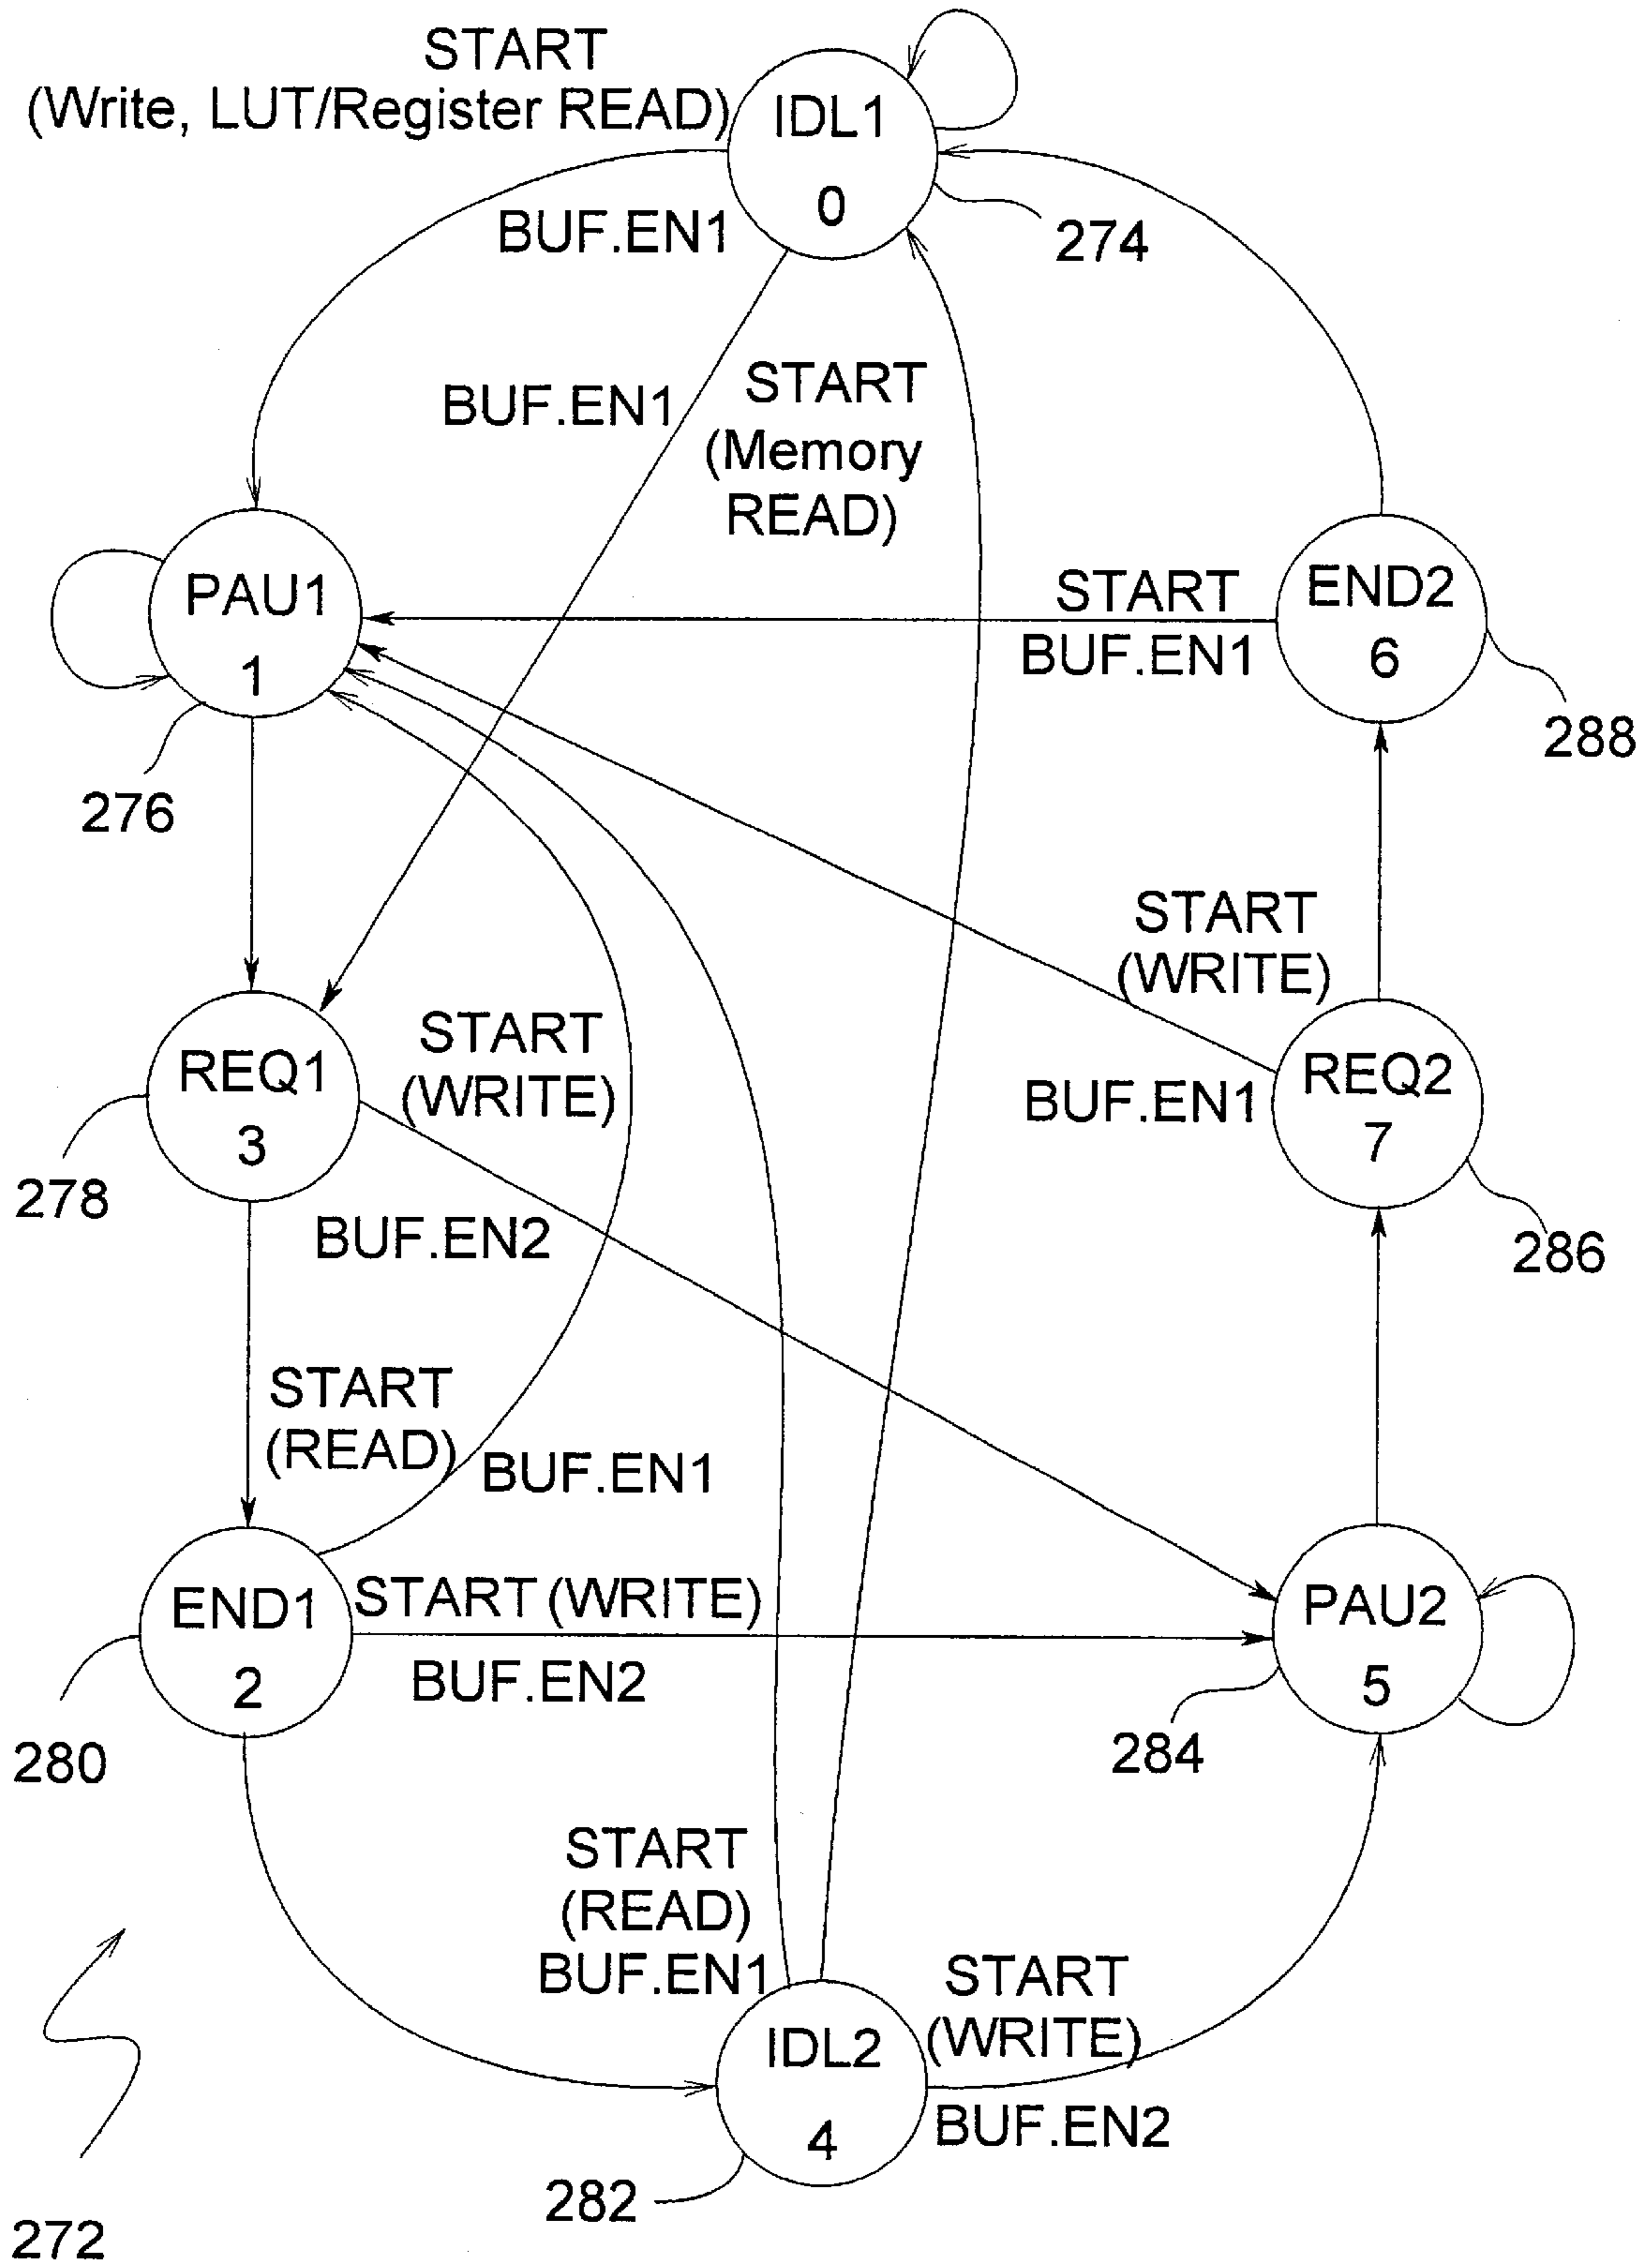 START
(Write, LUT/Register READ)
IDL1
0
BUF.EN1
274
BUF.EN1
START
(Memory
READ)
PAU1
1
276
START
BUF.EN1
END2
6
288
START
(WRITE)
BUF.EN1
REQ2
7
286
REQ1
3
278
START
(WRITE)
BUF.EN2
START
(READ)
BUF.EN1
END1
2
280
START (WRITE)
BUF.EN2
PAU2
5
284
START
(READ)
BUF.EN1
IDL2
4
282
START
(WRITE)
BUF.EN2
272